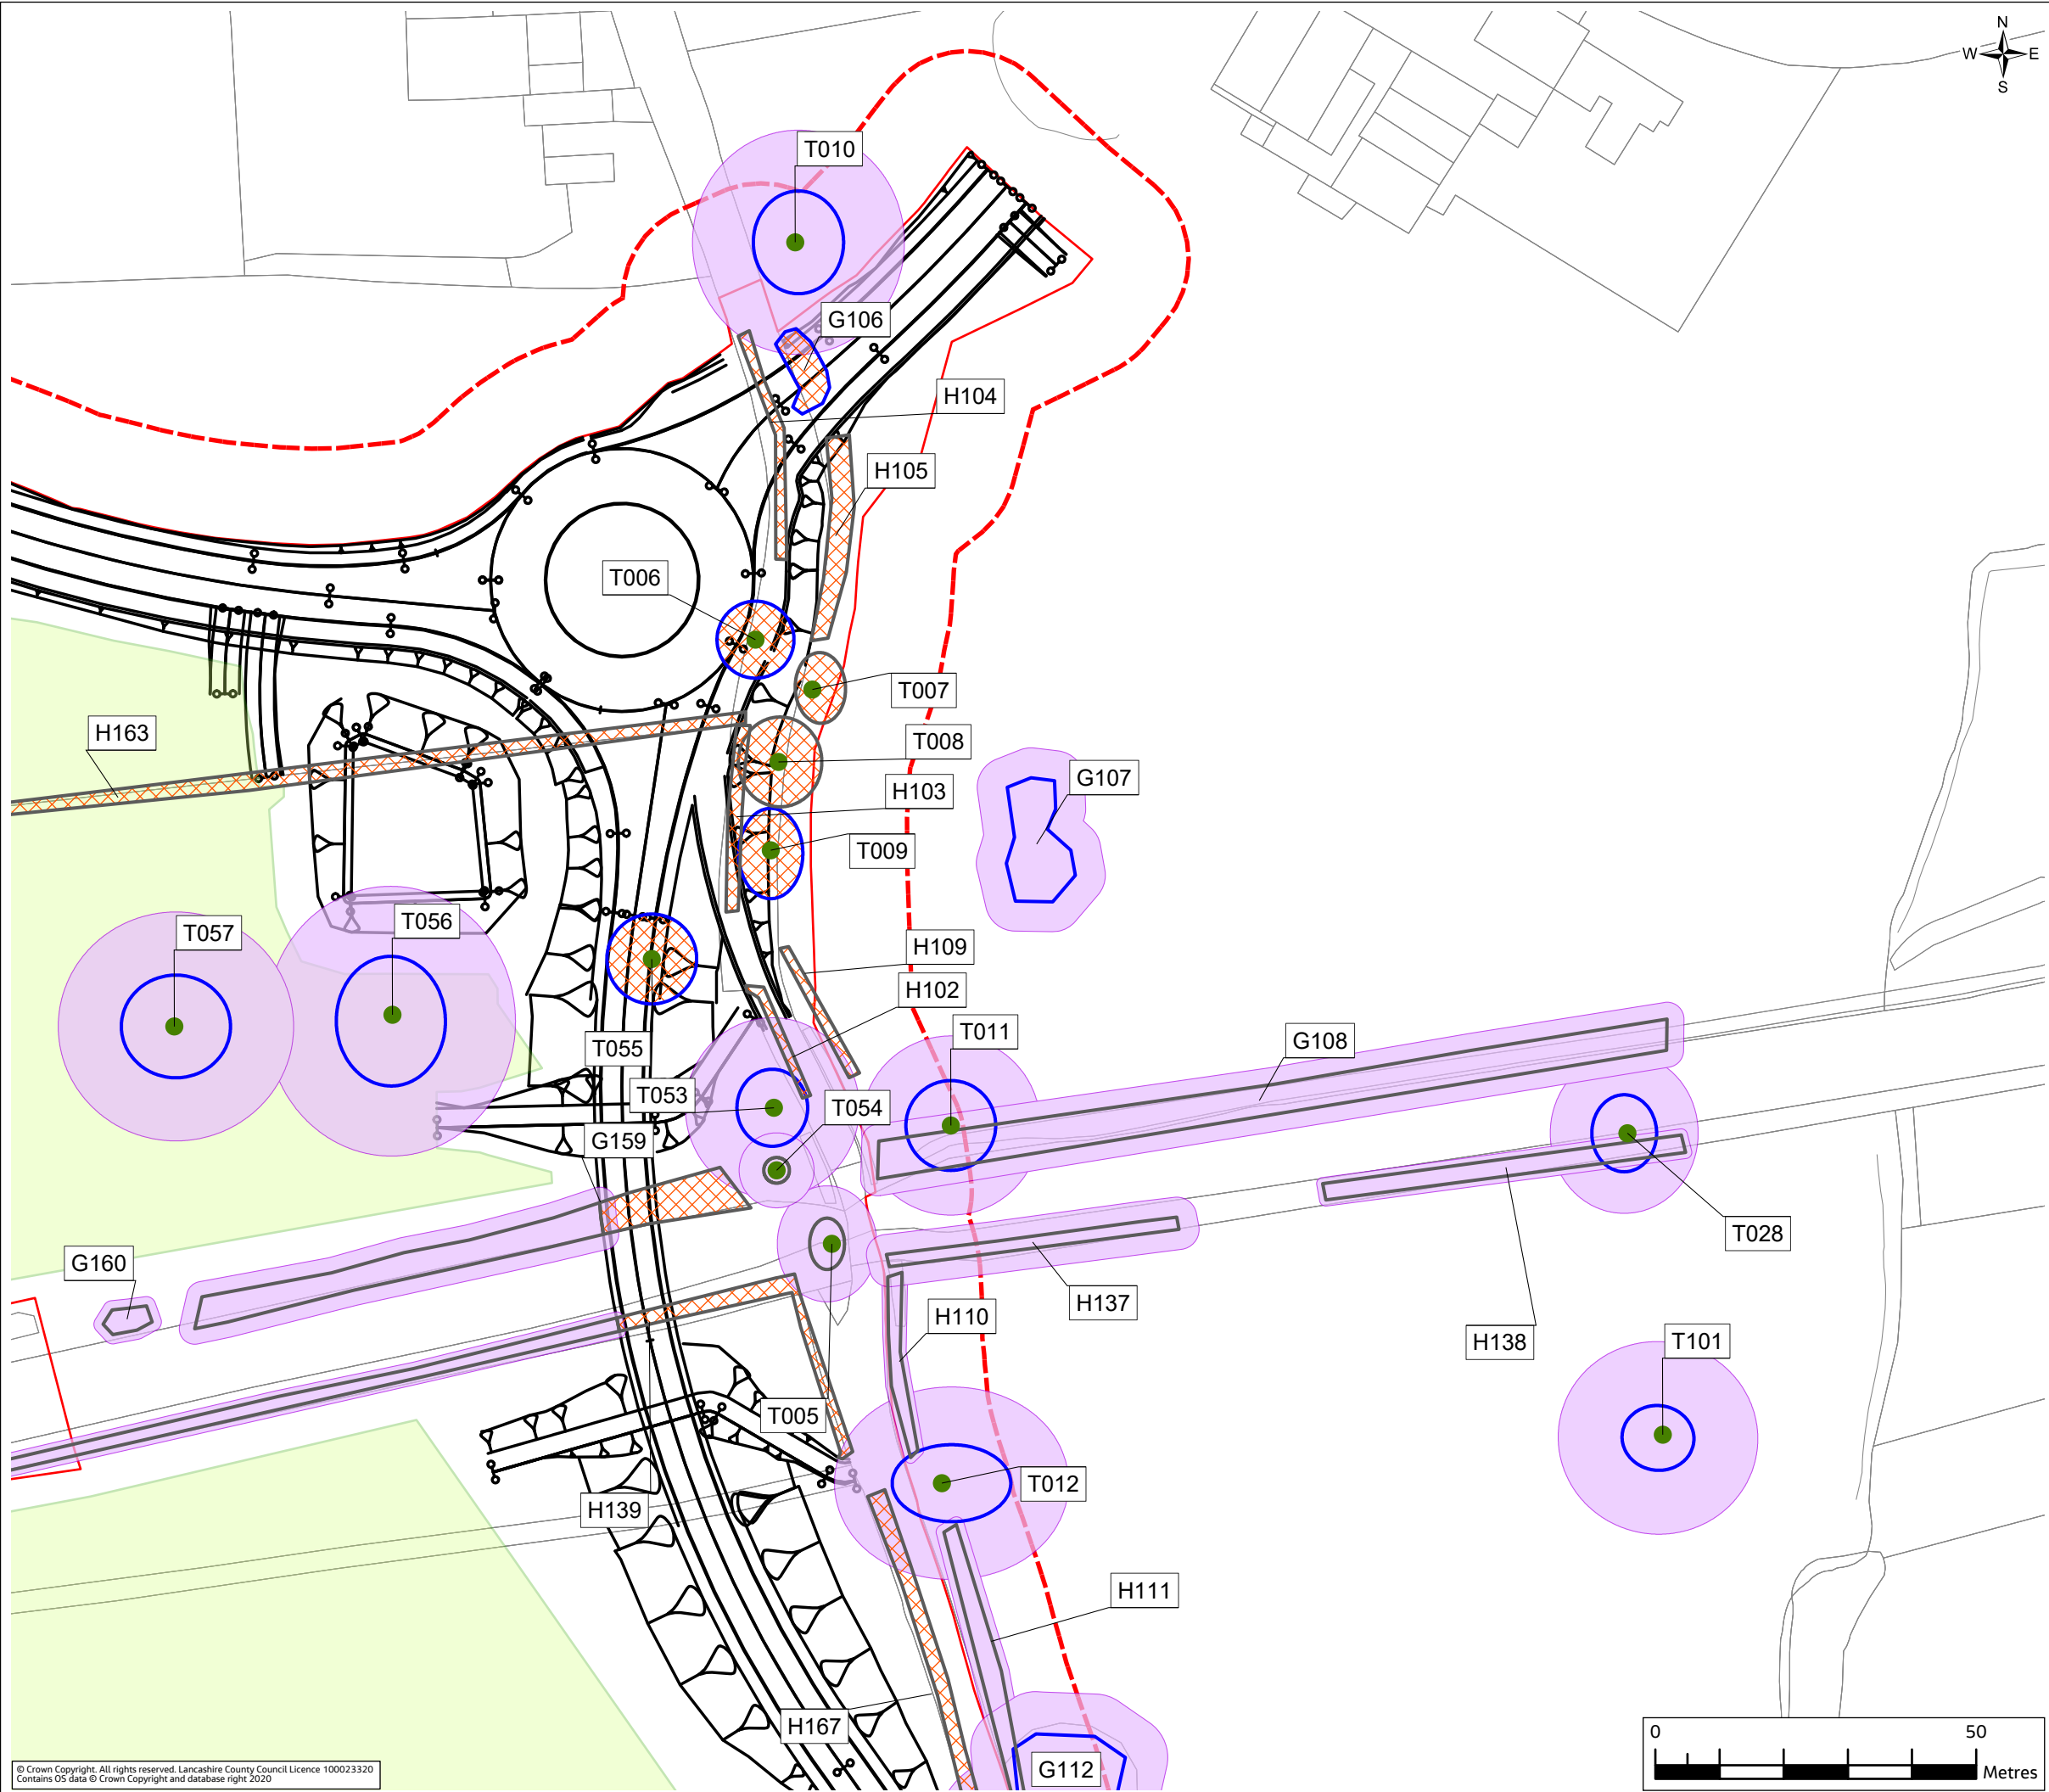 N
W E
S
T010
G106
H104
H105
T006
T007
T008
H163
G107
H103
T009
T057
T056
H109
H102
T055
T011
G108
T053
T054
G159
T028
G160
H137
H110
H138
T101
T005
T012
H139
H111
H167
G112
0 50
Metres
© Crown Copyright. All rights reserved. Lancashire County Council Licence 100023320
Contains OS data © Crown Copyright and database right 2020